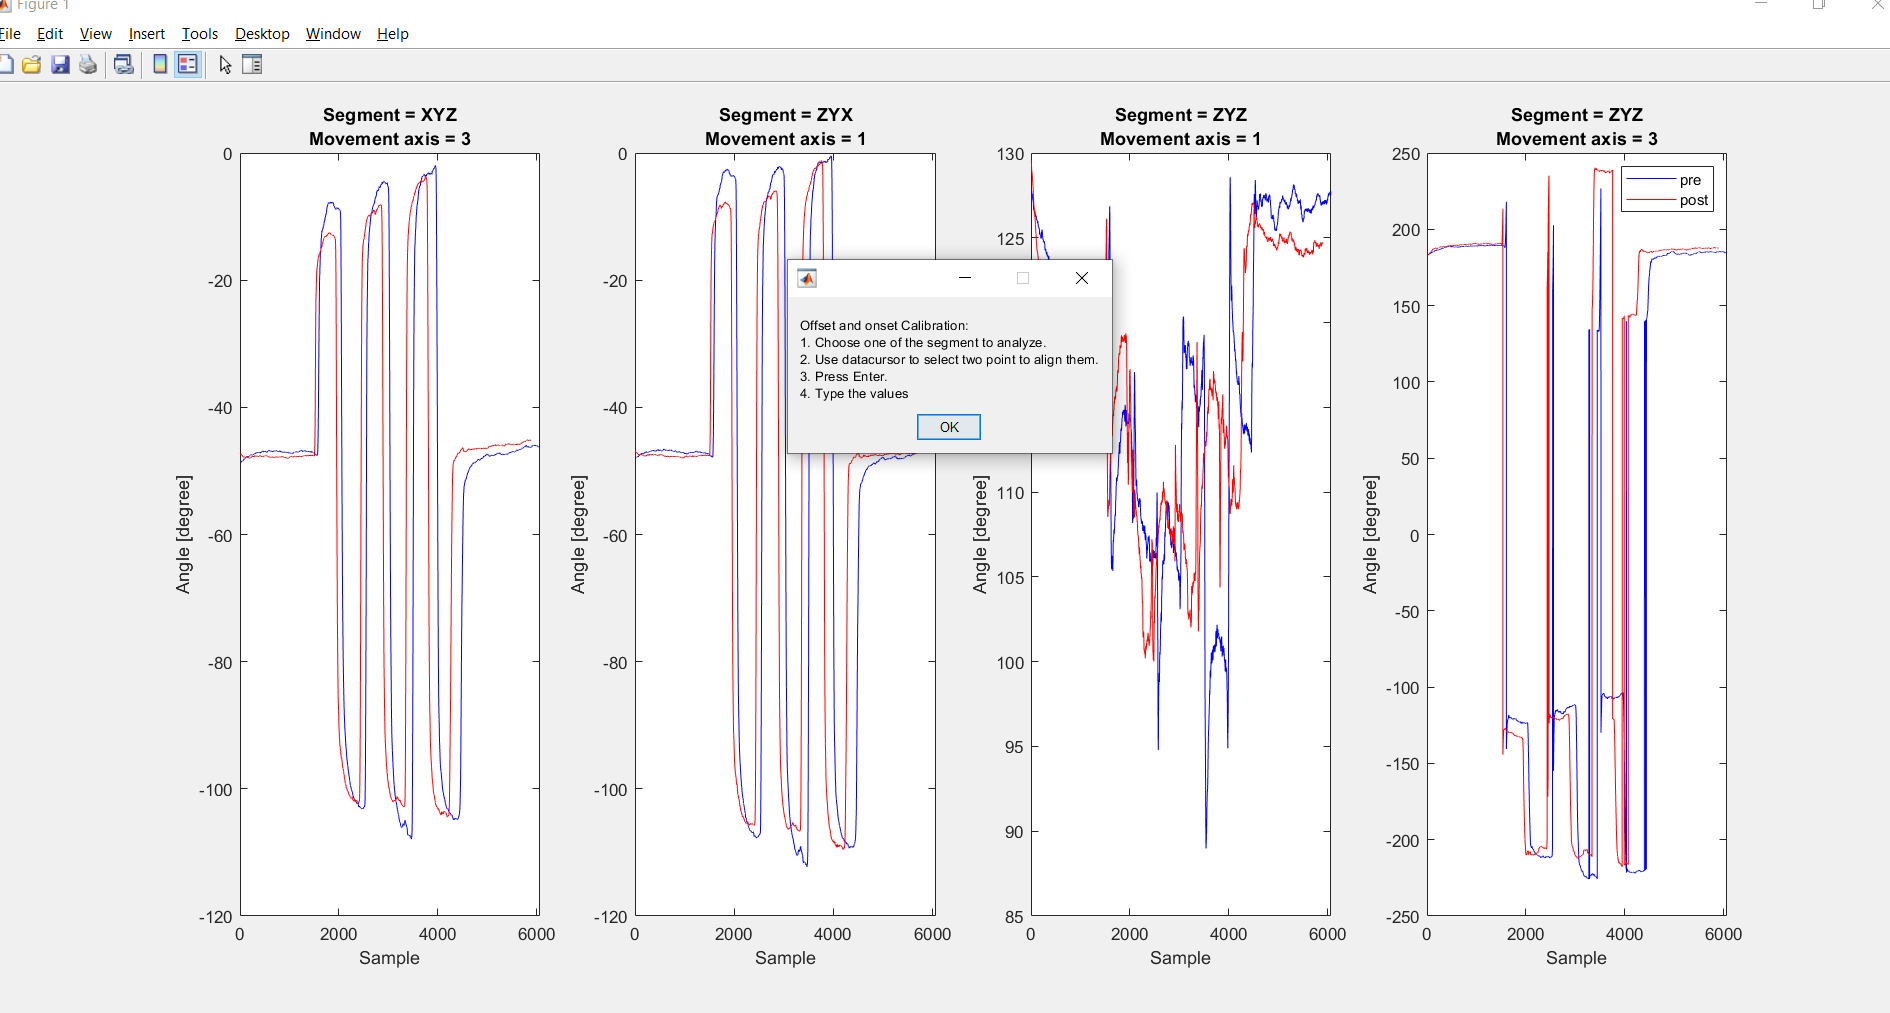 Figure 1
File Edit View Insert Tools Desktop Window Help
Segment = XYZ
Movement axis = 3
0
-20
-40
-60
-80
-100
-120
Angle [degree]
0 2000 4000 6000
Sample
Segment = ZYX
Movement axis = 1
0
-20
-40
-60
-80
-100
-120
Angle [degree]
0 2000 4000 6000
Sample
Segment = ZYZ
Movement axis = 1
130
125
110
105
100
95
90
85
Angle [degree]
0 2000 4000 6000
Sample
Segment = ZYZ
Movement axis = 3
250
200
150
100
50
0
-50
-100
-150
-200
-250
Angle [degree]
0 2000 4000 6000
Sample
pre
post
Offset and onset Calibration:
1. Choose one of the segment to analyze.
2. Use datacursor to select two point to align them.
3. Press Enter.
4. Type the values
OK